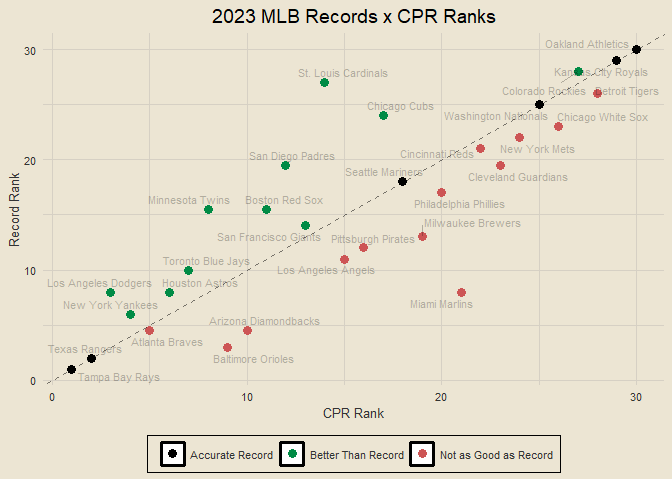 2023 MLB Records x CPR Ranks
30
Oakland Athletics
Kansas City Royals
St. Louis Cardinals
Colorado Rockies
Detroit Tigers
Chicago Cubs
Washington Nationals
Chicago White Sox
20
San Diego Padres
Cincinnati Reds
New York Mets
Seattle Mariners
Cleveland Guardians
Minnesota Twins
Boston Red Sox
Philadelphia Phillies
Milwaukee Brewers
San Francisco Giants
Pittsburgh Pirates
Record Rank
10
Toronto Blue Jays
Los Angeles Angels
Los Angeles Dodgers
Houston Astros
New York Yankees
Miami Marlins
Arizona Diamondbacks
Atlanta Braves
Texas Rangers
Baltimore Orioles
Tampa Bay Rays
0
0
10
20
30
CPR Rank
Accurate Record
Better Than Record
Not as Good as Record